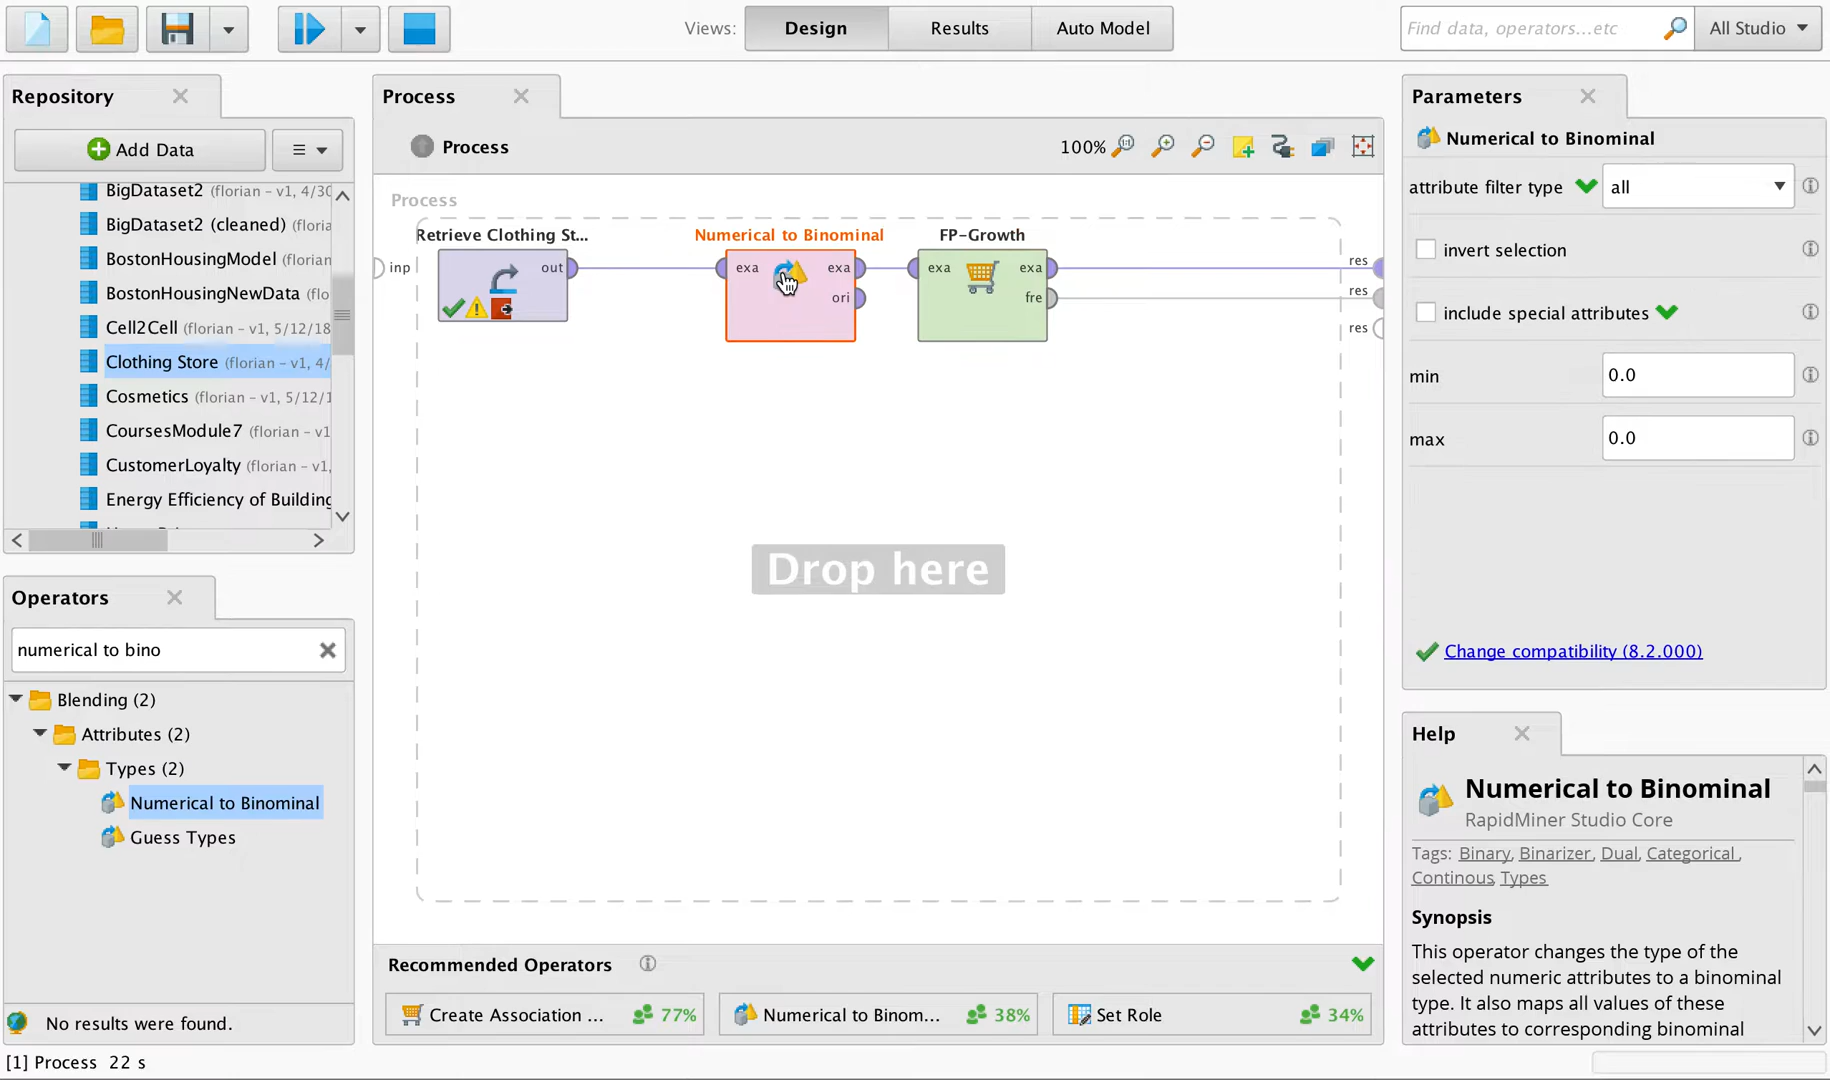 Views: Design Results Auto Model Find data, operators...etc All Studio
Repository
Add Data
BigDataset2 (florian – v1, 4/30
BigDataset2 (cleaned) (floria
BostonHousingModel (florian
BostonHousingNewData (flo
Cell2Cell (florian – v1, 5/12/18
Clothing Store (florian – v1, 4/
Cosmetics (florian – v1, 5/12/1
CoursesModule7 (florian – v1
CustomerLoyalty (florian – v1,
Energy Efficiency of Building
Operators
numerical to bino
Blending (2)
Attributes (2)
Types (2)
Numerical to Binominal
Guess Types
No results were found.
[1] Process 22 s
Process
Process 100%
Process
Retrieve Clothing St... Numerical to Binominal FP-Growth
inp out exa exa exa exa res
ori fre res
res
Drop here
Recommended Operators
Create Association ... 77% Numerical to Binom... 38% Set Role 34%
Parameters
Numerical to Binominal
attribute filter type all
invert selection
include special attributes
min 0.0
max 0.0
Change compatibility (8.2.000)
Help
Numerical to Binominal
RapidMiner Studio Core
Tags: Binary, Binarizer, Dual, Categorical,
Continous, Types
Synopsis
This operator changes the type of the
selected numeric attributes to a binominal
type. It also maps all values of these
attributes to corresponding binominal